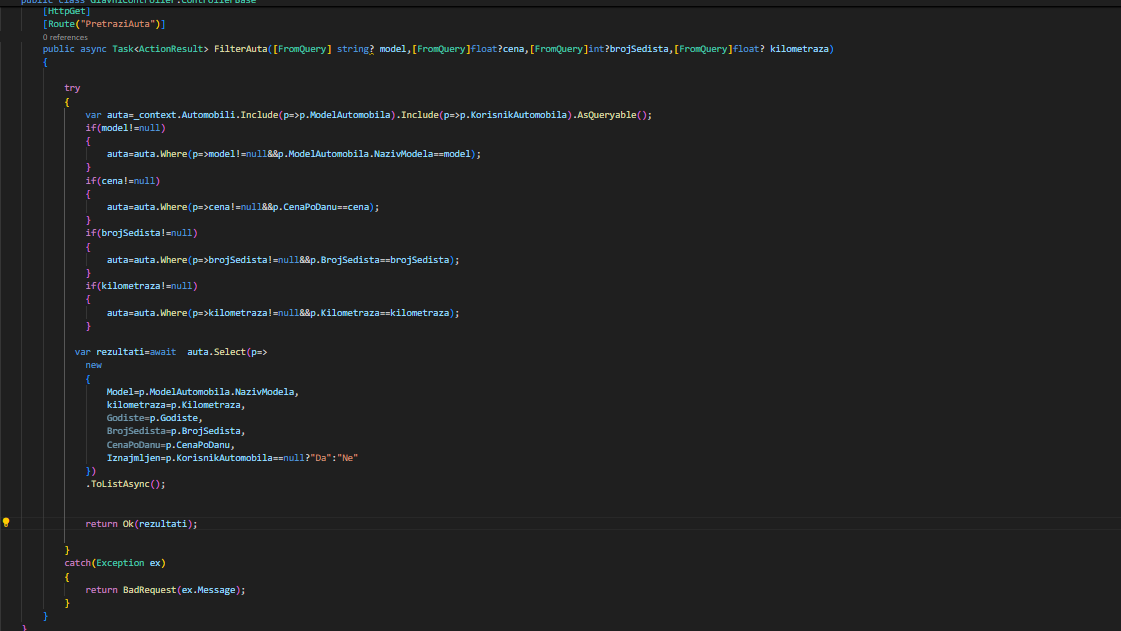 public class GlavniController:ControllerBase
[HttpGet]
[Route("PretraziAuta")]
0 references
public async Task<ActionResult> FilterAuta([FromQuery] string? model,[FromQuery]float?cena,[FromQuery]int?brojSedista,[FromQuery]float? kilometraza)
{
try
{
var auta=_context.Automobili.Include(p=>p.ModelAutomobila).Include(p=>p.KorisnikAutomobila).AsQueryable();
if(model!=null)
{
auta=auta.Where(p=>model!=null&&p.ModelAutomobila.NazivModela==model);
}
if(cena!=null)
{
auta=auta.Where(p=>cena!=null&&p.CenaPoDanu==cena);
}
if(brojSedista!=null)
{
auta=auta.Where(p=>brojSedista!=null&&p.BrojSedista==brojSedista);
}
if(kilometraza!=null)
{
auta=auta.Where(p=>kilometraza!=null&&p.Kilometraza==kilometraza);
}
var rezultati=await  auta.Select(p=>
new
{
Model=p.ModelAutomobila.NazivModela,
kilometraza=p.Kilometraza,
Godiste=p.Godiste,
BrojSedista=p.BrojSedista,
CenaPoDanu=p.CenaPoDanu,
Iznajmljen=p.KorisnikAutomobila==null?"Da":"Ne"
})
.ToListAsync();
return Ok(rezultati);
}
catch(Exception ex)
{
return BadRequest(ex.Message);
}
}
}